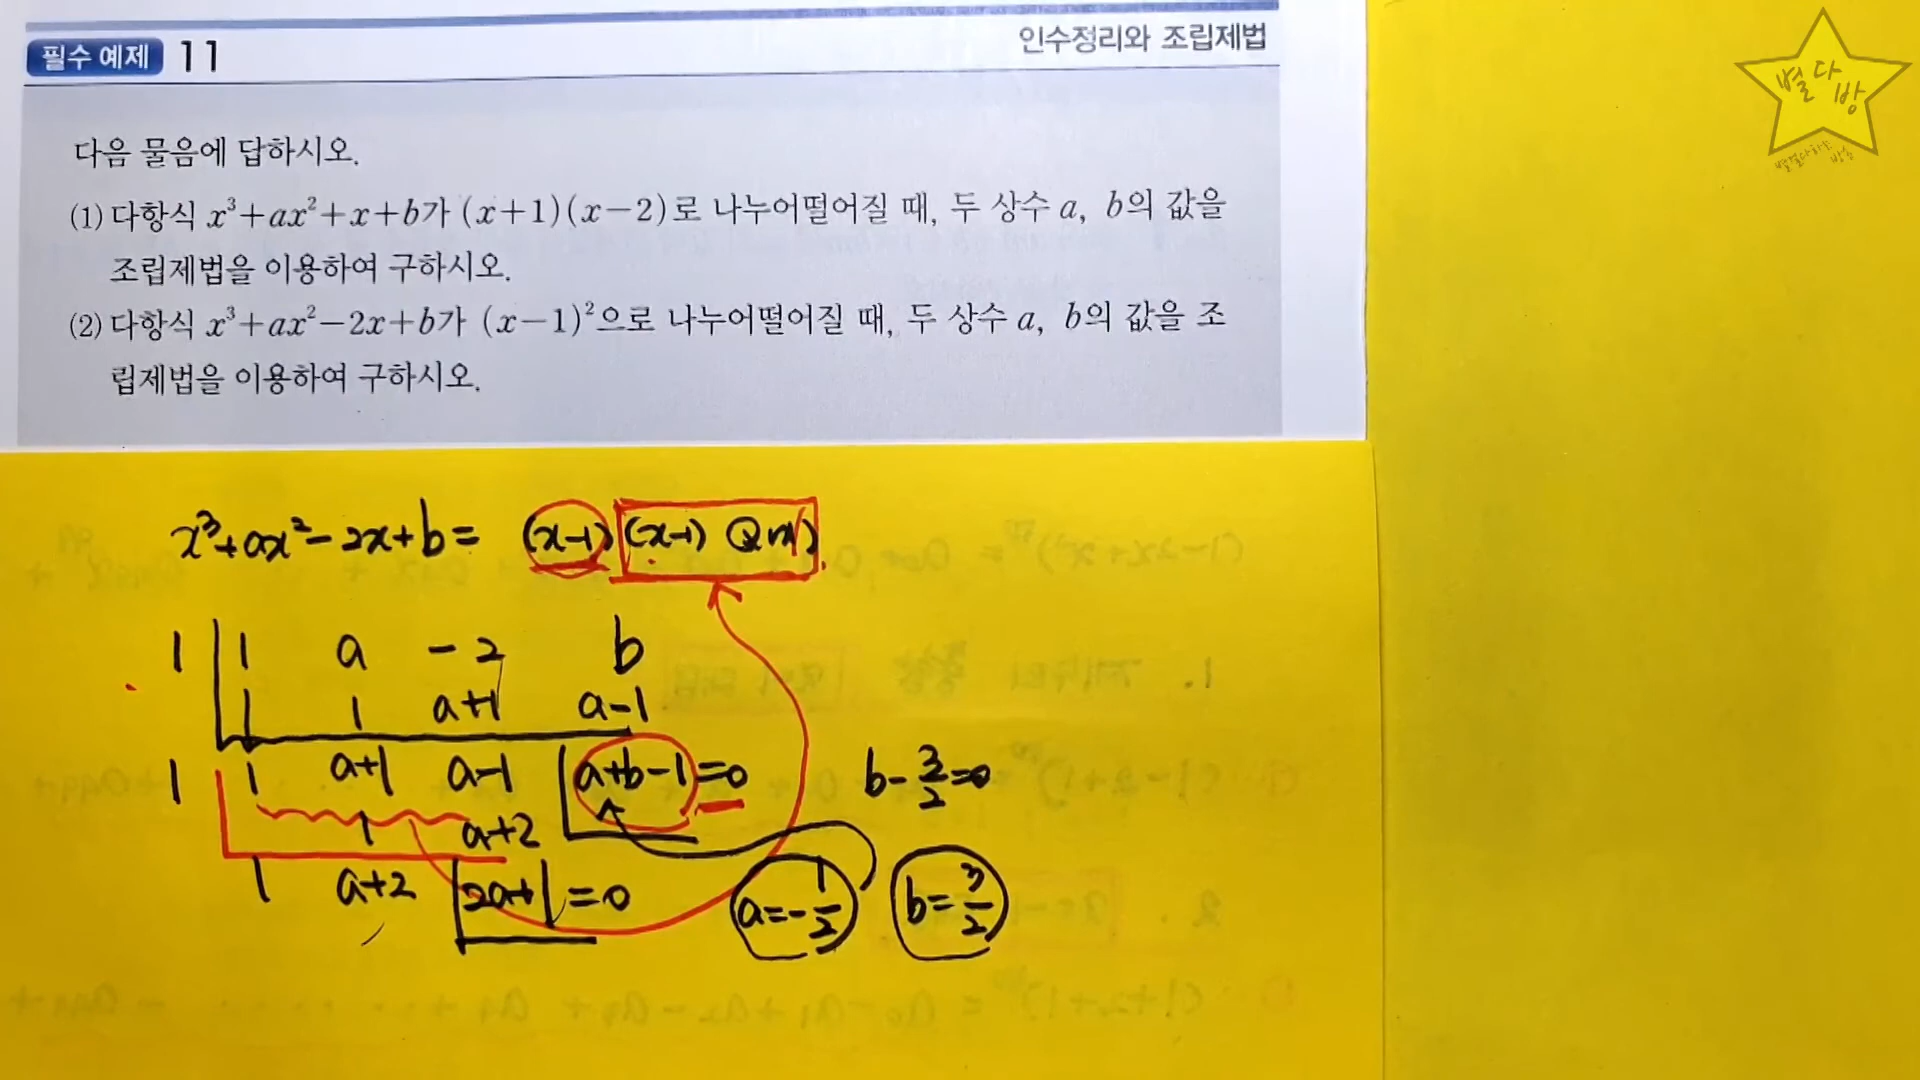 필수 예제 11
인수정리와 조립제법
별다방
다음 물음에 답하시오.
(1) 다항식 x³+ax²+x+b가 (x+1)(x-2)로 나누어떨어질 때, 두 상수 a, b의 값을
조립제법을 이용하여 구하시오.
(2) 다항식 x³+ax²-2x+b가 (x-1)²으로 나누어떨어질 때, 두 상수 a, b의 값을 조
립제법을 이용하여 구하시오.
x³+ax²-2x+b= (x-1) (x-1) Q(x)
1 1 a -2 b
1 a+1 a-1
1 1 a+1 a-1 a+b-1=0
b-3/2=0
1 a+2
1 a+2 2a+1=0
a=-1/2 b=3/2